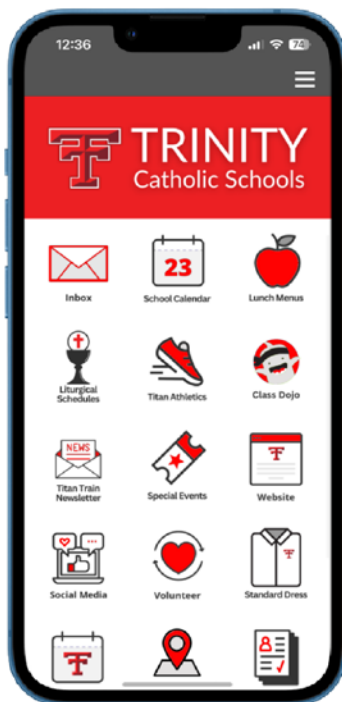 12:36
74
TRINITY
Catholic Schools
23
Inbox
School Calendar
Lunch Menus
Liturgical
Schedules
Titan Athletics
Class Dojo
NEWS
Titan Train
Newsletter
Special Events
Website
Social Media
Volunteer
Standard Dress